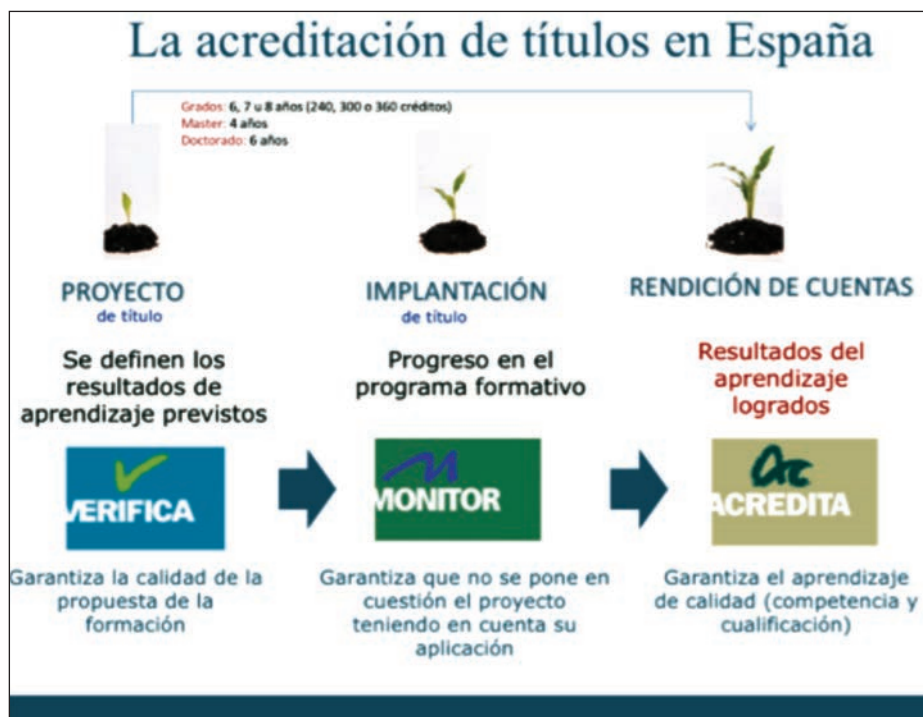 La acreditación de títulos en España
Grados: 6, 7 u 8 años (240, 300 o 360 créditos)
Master: 4 años
Doctorado: 6 años
PROYECTO
de título
Se definen los
resultados de
aprendizaje previstos
VERIFICA
Garantiza la calidad de la
propuesta de la
formación
IMPLANTACIÓN
de título
Progreso en el
programa formativo
MONITOR
Garantiza que no se pone en
cuestión el proyecto
teniendo en cuenta su
aplicación
RENDICIÓN DE CUENTAS
Resultados del
aprendizaje
logrados
ACREDITA
Garantiza el aprendizaje
de calidad (competencia y
cualificación)